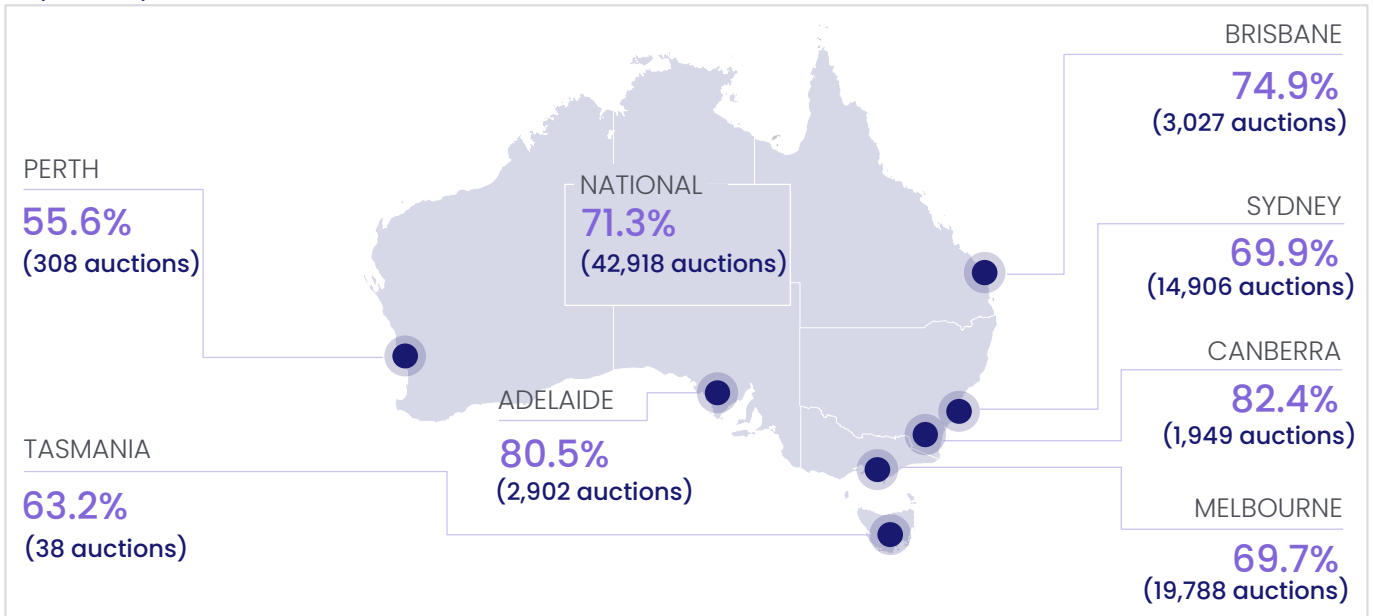 BRISBANE
74.9%
(3,027 auctions)
PERTH
55.6%
(308 auctions)
NATIONAL
71.3%
(42,918 auctions)
SYDNEY
69.9%
(14,906 auctions)
CANBERRA
82.4%
(1,949 auctions)
ADELAIDE
80.5%
(2,902 auctions)
TASMANIA
63.2%
(38 auctions)
MELBOURNE
69.7%
(19,788 auctions)